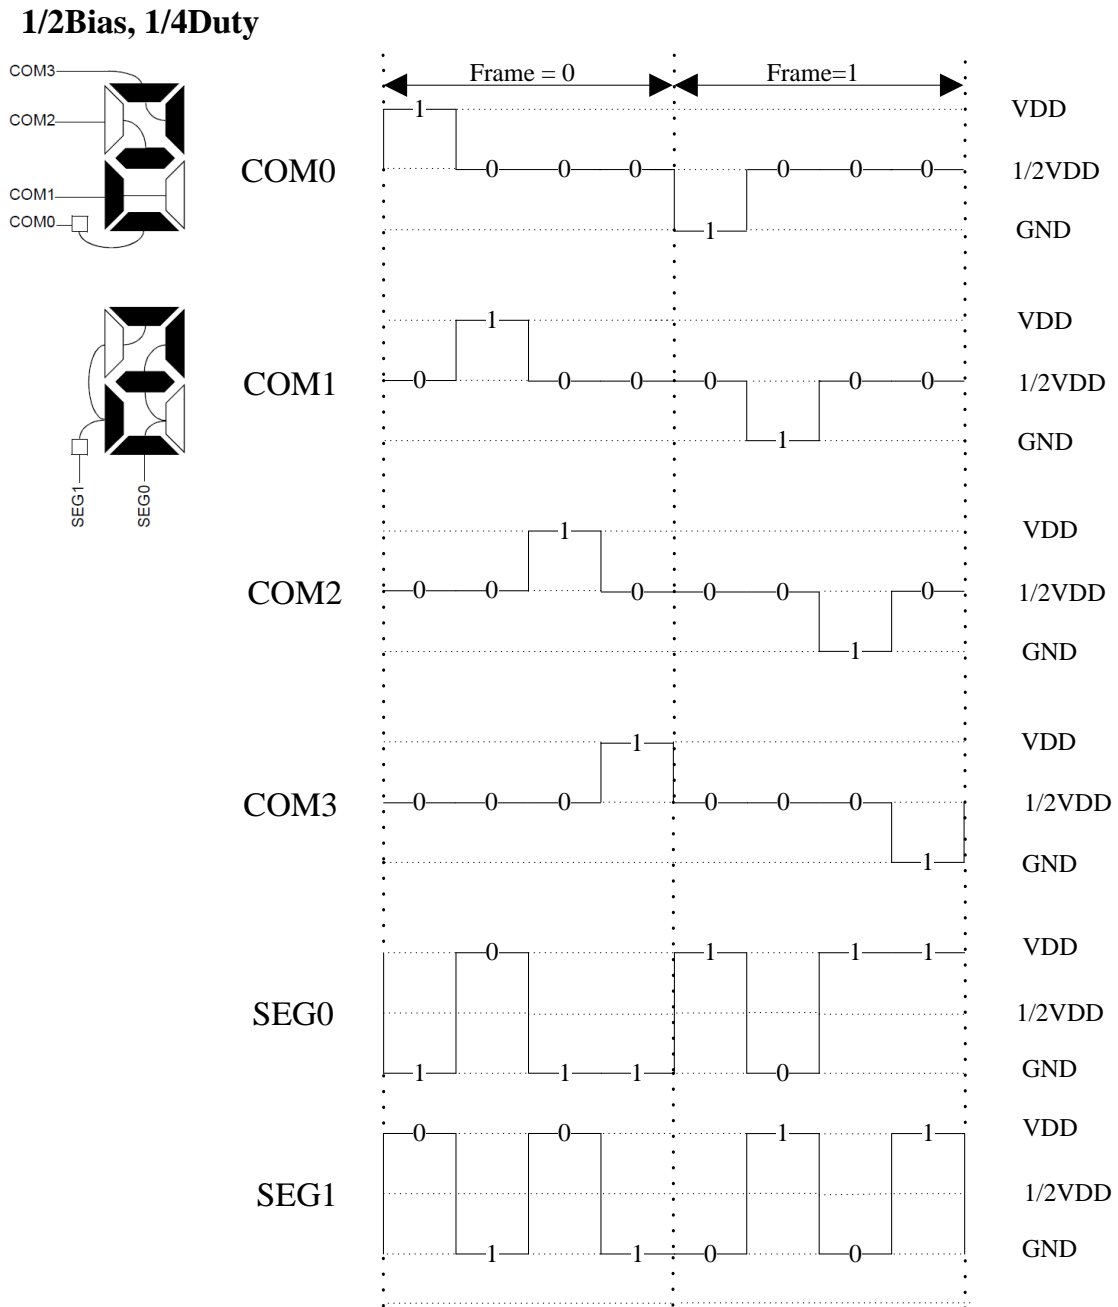 1/2Bias, 1/4Duty
COM3
COM2
COM1
COM0
SEG1
SEG0
Frame = 0 Frame=1
COM0
1 0 0 0 1 0 0 0
VDD
1/2VDD
GND
COM1
0 1 0 0 0 1 0 0
VDD
1/2VDD
GND
COM2
0 0 1 0 0 0 1 0
VDD
1/2VDD
GND
COM3
0 0 0 1 0 0 0 1
VDD
1/2VDD
GND
SEG0
1 0 1 1 1 0 1 1
VDD
1/2VDD
GND
SEG1
0 1 0 1 0 1 0 1
VDD
1/2VDD
GND